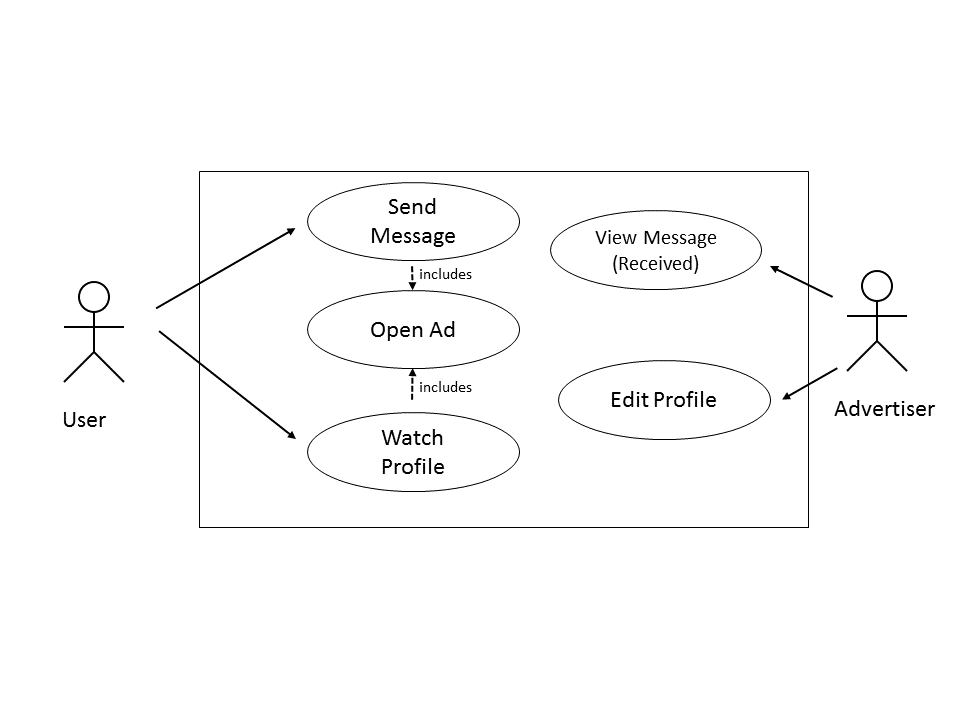 Send
Message
includes
Open Ad
includes
Watch
Profile
View Message
(Received)
Edit Profile
User
Advertiser